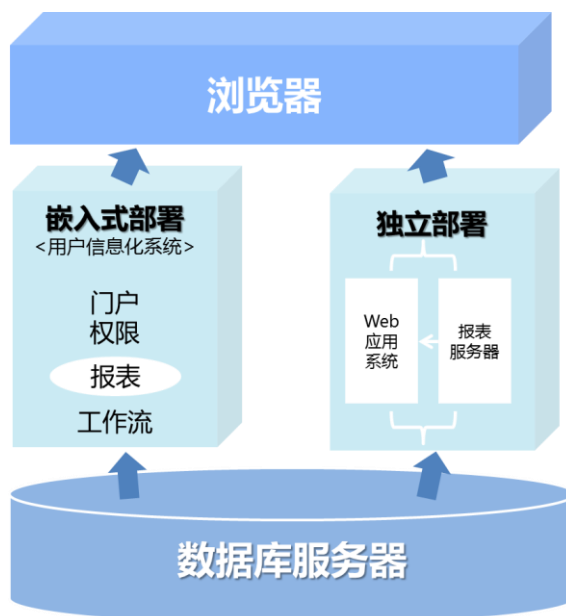 浏览器
嵌入式部署
<用户信息化系统>
门户
权限
报表
工作流
独立部署
Web
应用
系统
报表
服务器
数据库服务器